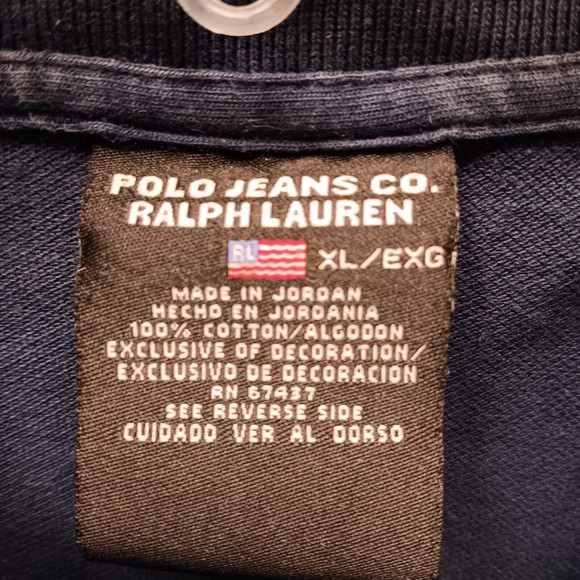 POLO JEANS CO.
RALPH LAUREN
RL XL/EXG
MADE IN JORDAN
HECHO EN JORDANIA
100% COTTON/ALGODON
EXCLUSIVE OF DECORATION/
EXCLUSIVO DE DECORACION
RN 67437
SEE REVERSE SIDE
CUIDADO VER AL DORSO